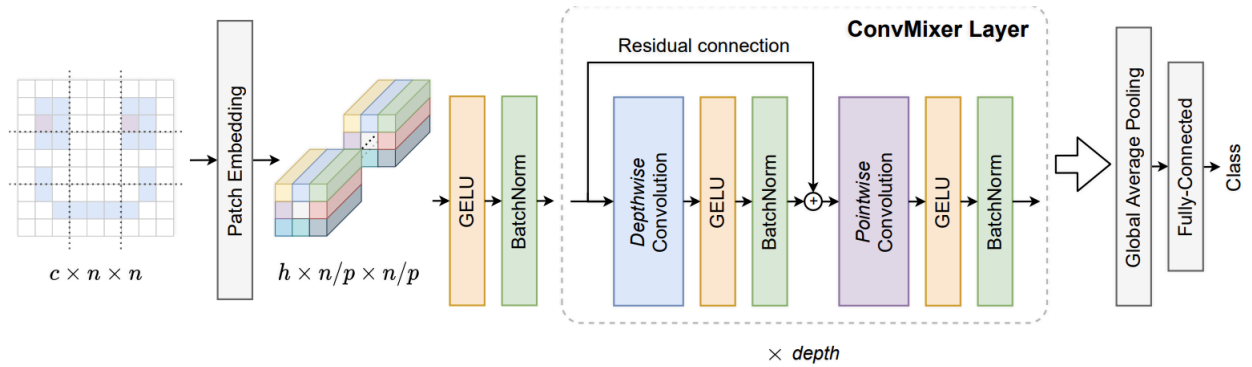 ConvMixer Layer
Residual connection
Patch Embedding
GELU
BatchNorm
Depthwise
Convolution
GELU
BatchNorm
+
Pointwise
Convolution
GELU
BatchNorm
Global Average Pooling
Fully-Connected
Class
c × n × n
h × n/p × n/p
× depth